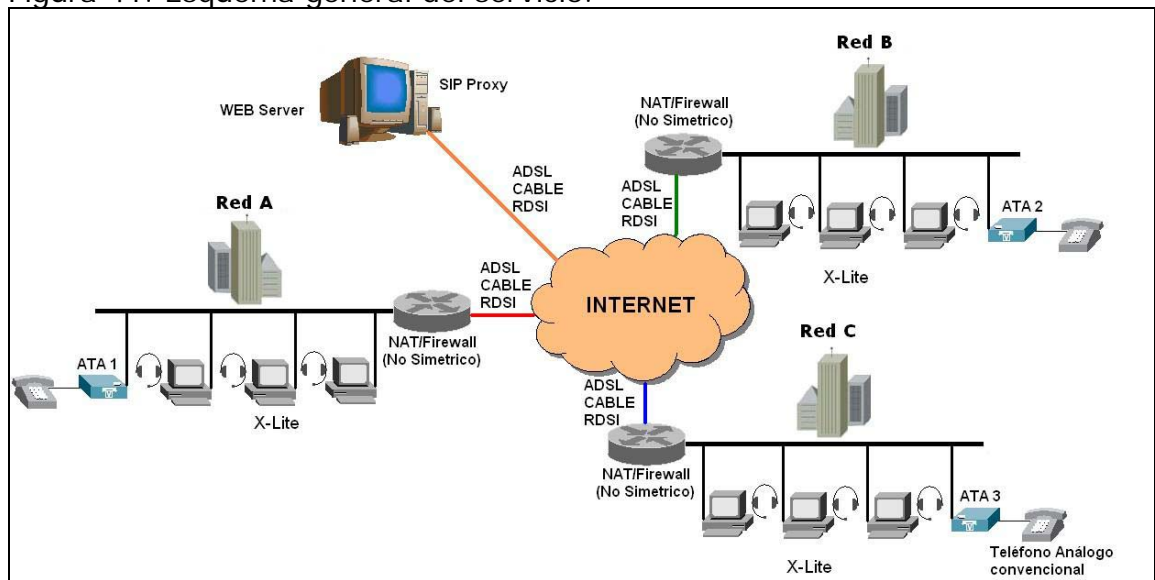 Figura 41. Esquema general del servicio.
WEB Server
SIP Proxy
ADSL
CABLE
RDSI
Red A
ADSL
CABLE
RDSI
NAT/Firewall
(No Simetrico)
ATA 1
X-Lite
INTERNET
Red B
NAT/Firewall
(No Simetrico)
ADSL
CABLE
RDSI
ATA 2
X-Lite
Red C
ADSL
CABLE
RDSI
NAT/Firewall
(No Simetrico)
ATA 3
Teléfono Análogo
convencional
X-Lite